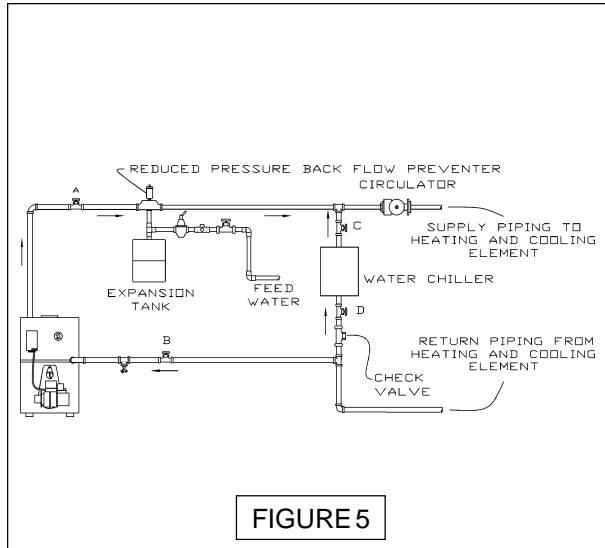 REDUCED PRESSURE BACK FLOW PREVENTER
CIRCULATOR
A
C
SUPPLY PIPING TO
HEATING AND COOLING
ELEMENT
WATER CHILLER
EXPANSION
TANK
FEED
WATER
D
B
RETURN PIPING FROM
HEATING AND COOLING
ELEMENT
CHECK
VALVE
FIGURE 5